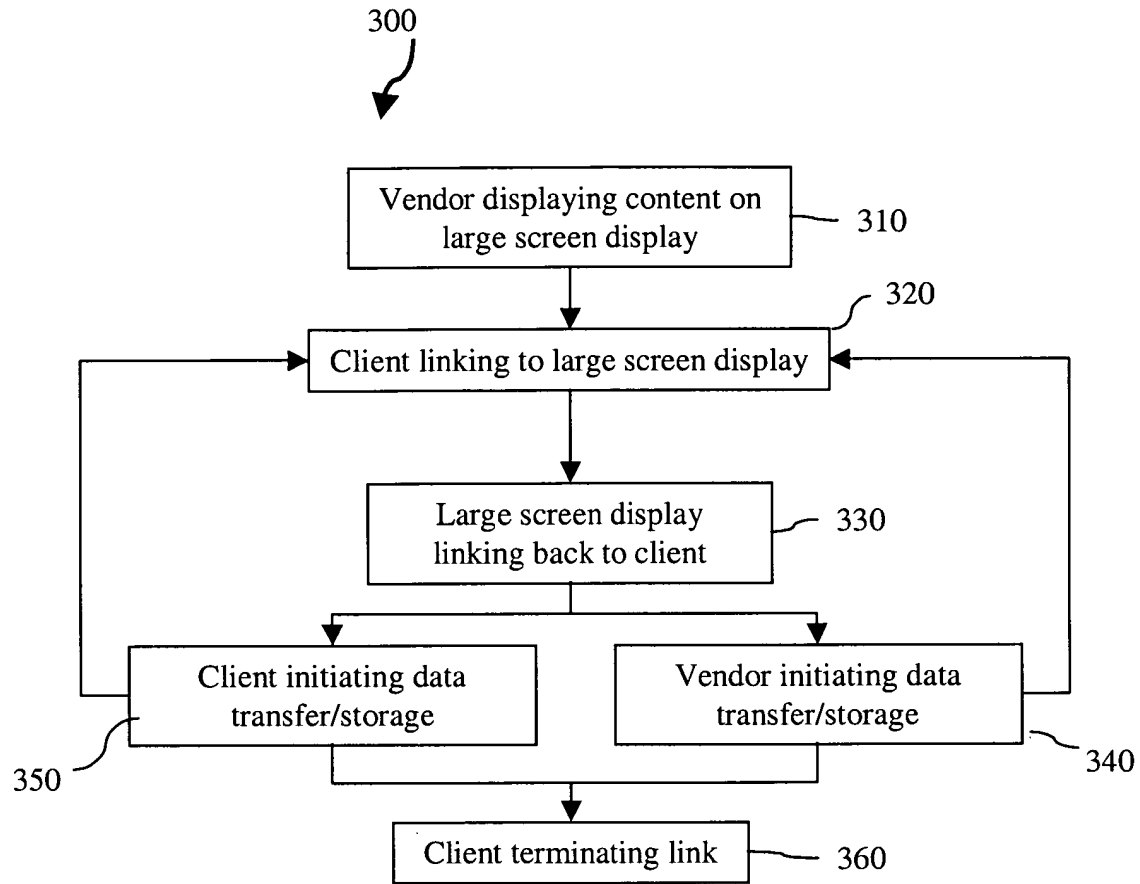 300
Vendor displaying content on
large screen display
310
320
Client linking to large screen display
Large screen display
linking back to client
330
Client initiating data
transfer/storage
Vendor initiating data
transfer/storage
350
340
Client terminating link
360